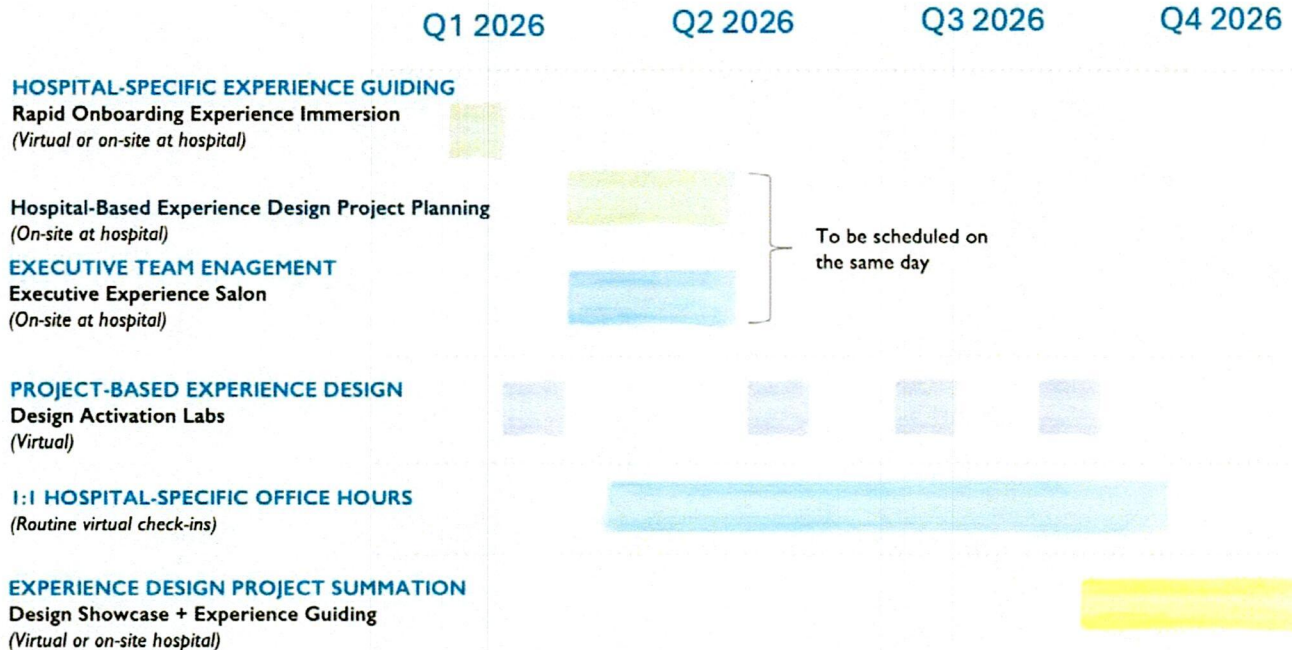 Q1 2026 Q2 2026 Q3 2026 Q4 2026
HOSPITAL-SPECIFIC EXPERIENCE GUIDING
Rapid Onboarding Experience Immersion
(Virtual or on-site at hospital)
Hospital-Based Experience Design Project Planning
(On-site at hospital)
To be scheduled on
the same day
EXECUTIVE TEAM ENAGEMENT
Executive Experience Salon
(On-site at hospital)
PROJECT-BASED EXPERIENCE DESIGN
Design Activation Labs
(Virtual)
1:1 HOSPITAL-SPECIFIC OFFICE HOURS
(Routine virtual check-ins)
EXPERIENCE DESIGN PROJECT SUMMATION
Design Showcase + Experience Guiding
(Virtual or on-site hospital)